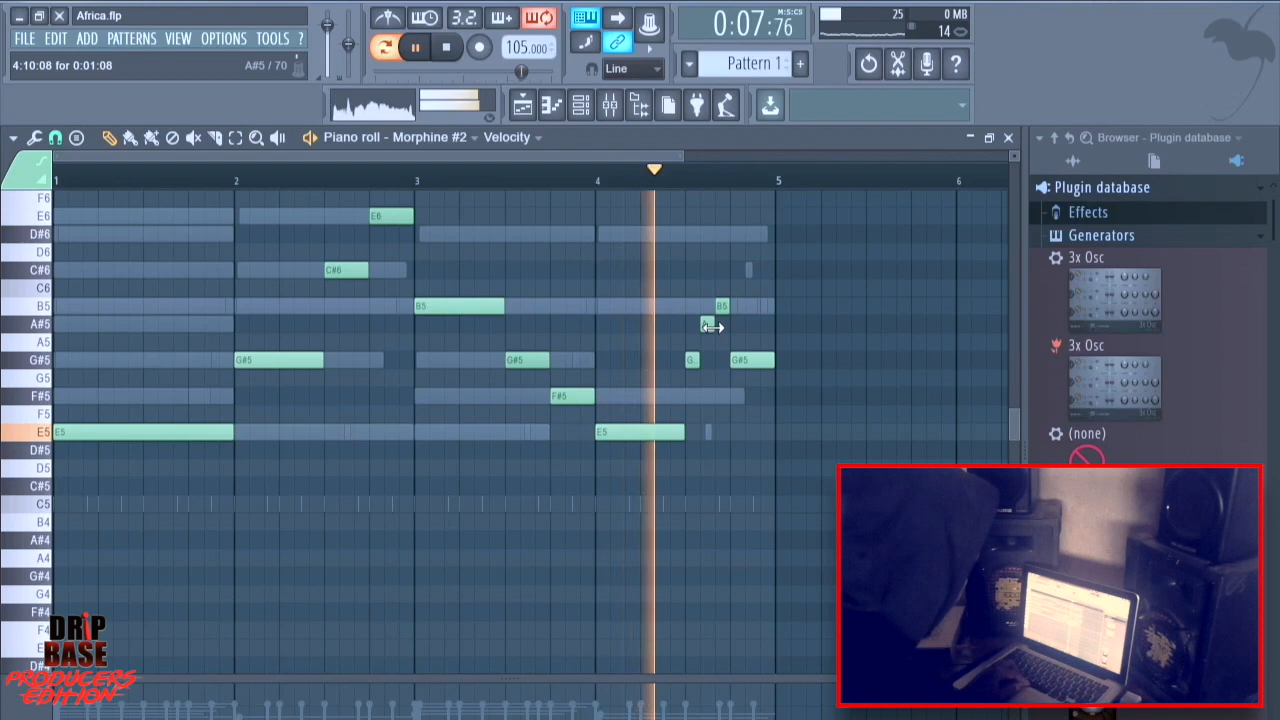 Africa.flp
FILE EDIT ADD PATTERNS VIEW OPTIONS TOOLS ?
4:10:08 for 0:01:08
A#5 / 70
3.2.
105.000
Line
0:07:76
M:S:CS
Pattern 1
25
0 MB
14
Piano roll - Morphine #2
Velocity
Browser - Plugin database
Plugin database
Effects
Generators
3x Osc
3x Osc
(none)
1 2 3 4 5 6
F6
E6
D#6
D6
C#6
C6
B5
A#5
A5
G#5
G5
F#5
F5
E5
D#5
D5
C#5
C5
B4
A#4
A4
G#4
G4
F#4
E6
C#6
B5
B5
G#5
G#5
G..
G#5
F#5
E5
E5
DRiP
BASE
PRODUCERS
EDITION